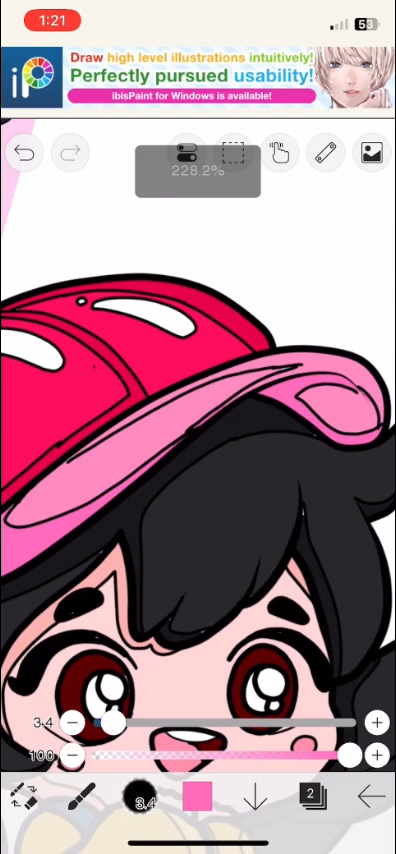 1:21
53
iP
Draw high level illustrations intuitively!
Perfectly pursued usability!
ibisPaint for Windows is available!
228.2%
3.4
100
3.4
2